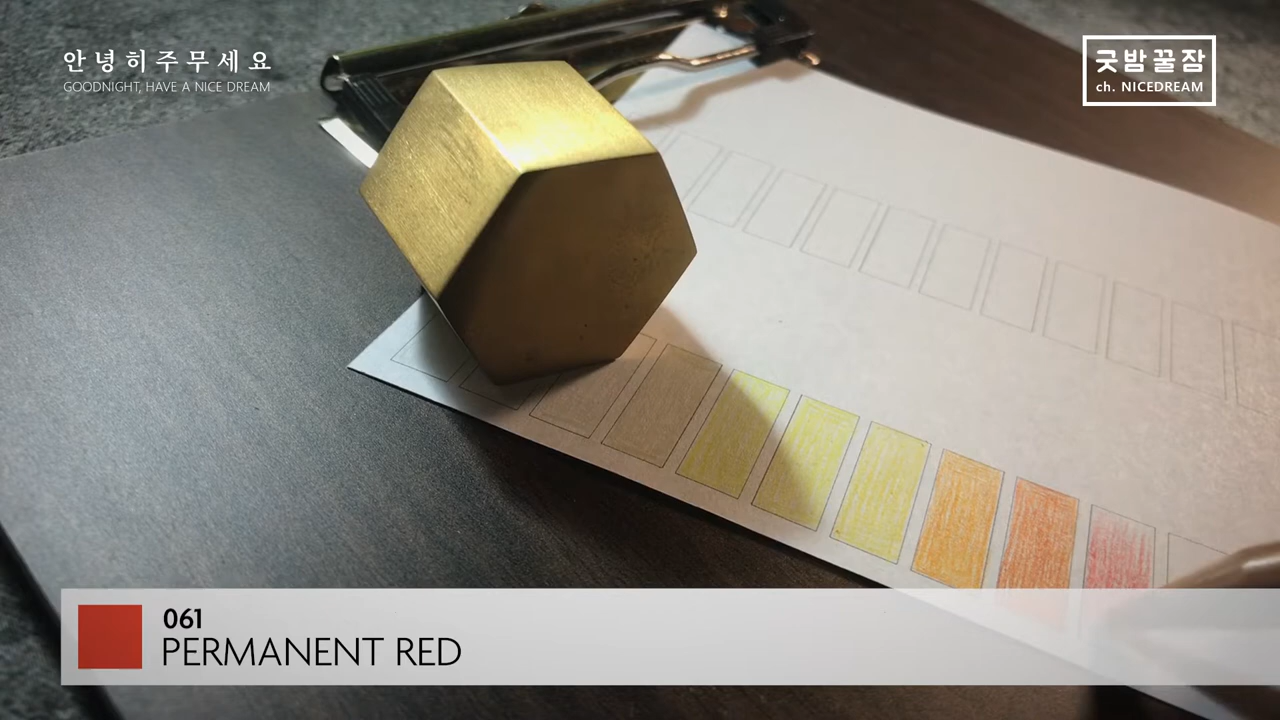 안녕히주무세요
GOODNIGHT, HAVE A NICE DREAM
굿밤꿀잠
ch. NICEDREAM
061
PERMANENT RED